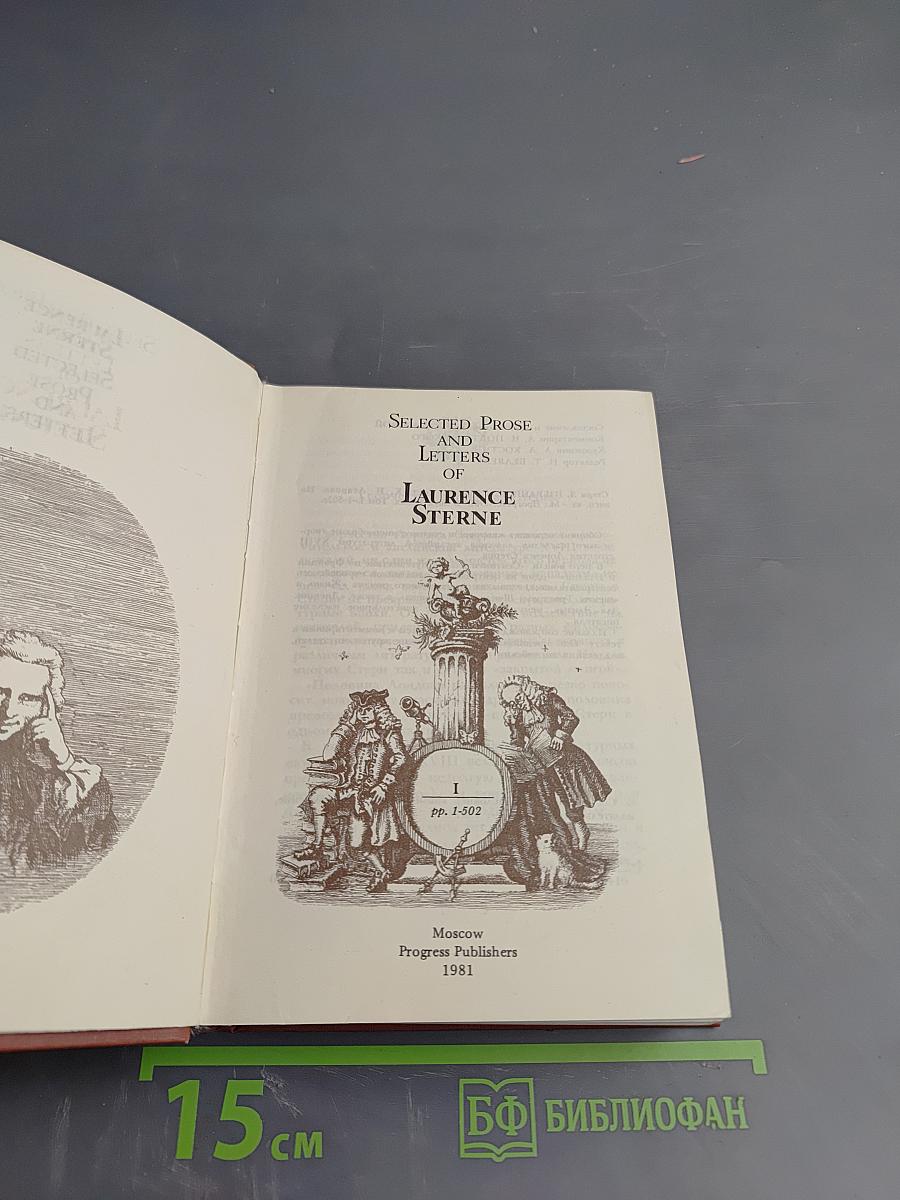 SELECTED PROSE
AND
LETTERS
OF
LAURENCE
STERNE
I
pp. 1-502
Moscow
Progress Publishers
1981
15 см
БФ БИБЛИОФАН